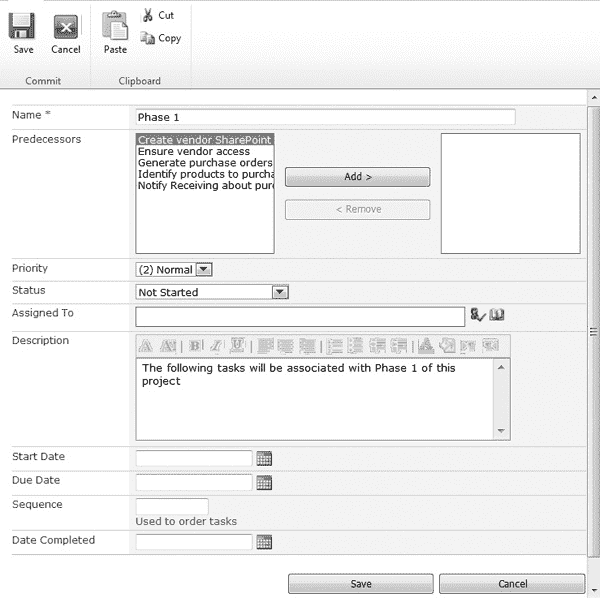 Save Cancel Paste Cut
Copy
Commit Clipboard
Name * Phase 1
Predecessors Create vendor SharePoint
Ensure vendor access
Generate purchase orders
Identify products to purcha
Notify Receiving about pur
Add >
< Remove
Priority (2) Normal
Status Not Started
Assigned To
Description
B I U
The following tasks will be associated with Phase 1 of this
project
Start Date
Due Date
Sequence
Used to order tasks
Date Completed
Save Cancel